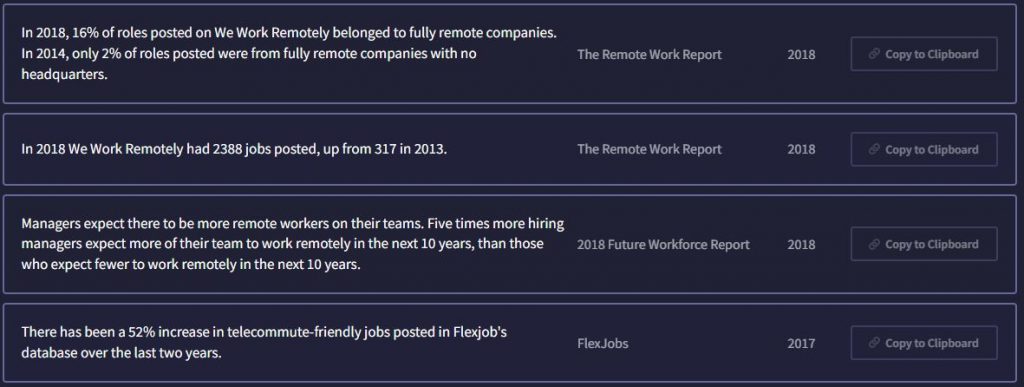 In 2018, 16% of roles posted on We Work Remotely belonged to fully remote companies.
In 2014, only 2% of roles posted were from fully remote companies with no
headquarters.
The Remote Work Report
2018
Copy to Clipboard
In 2018 We Work Remotely had 2388 jobs posted, up from 317 in 2013.
The Remote Work Report
2018
Copy to Clipboard
Managers expect there to be more remote workers on their teams. Five times more hiring
managers expect more of their team to work remotely in the next 10 years, than those
who expect fewer to work remotely in the next 10 years.
2018 Future Workforce Report
2018
Copy to Clipboard
There has been a 52% increase in telecommute-friendly jobs posted in Flexjob's
database over the last two years.
FlexJobs
2017
Copy to Clipboard